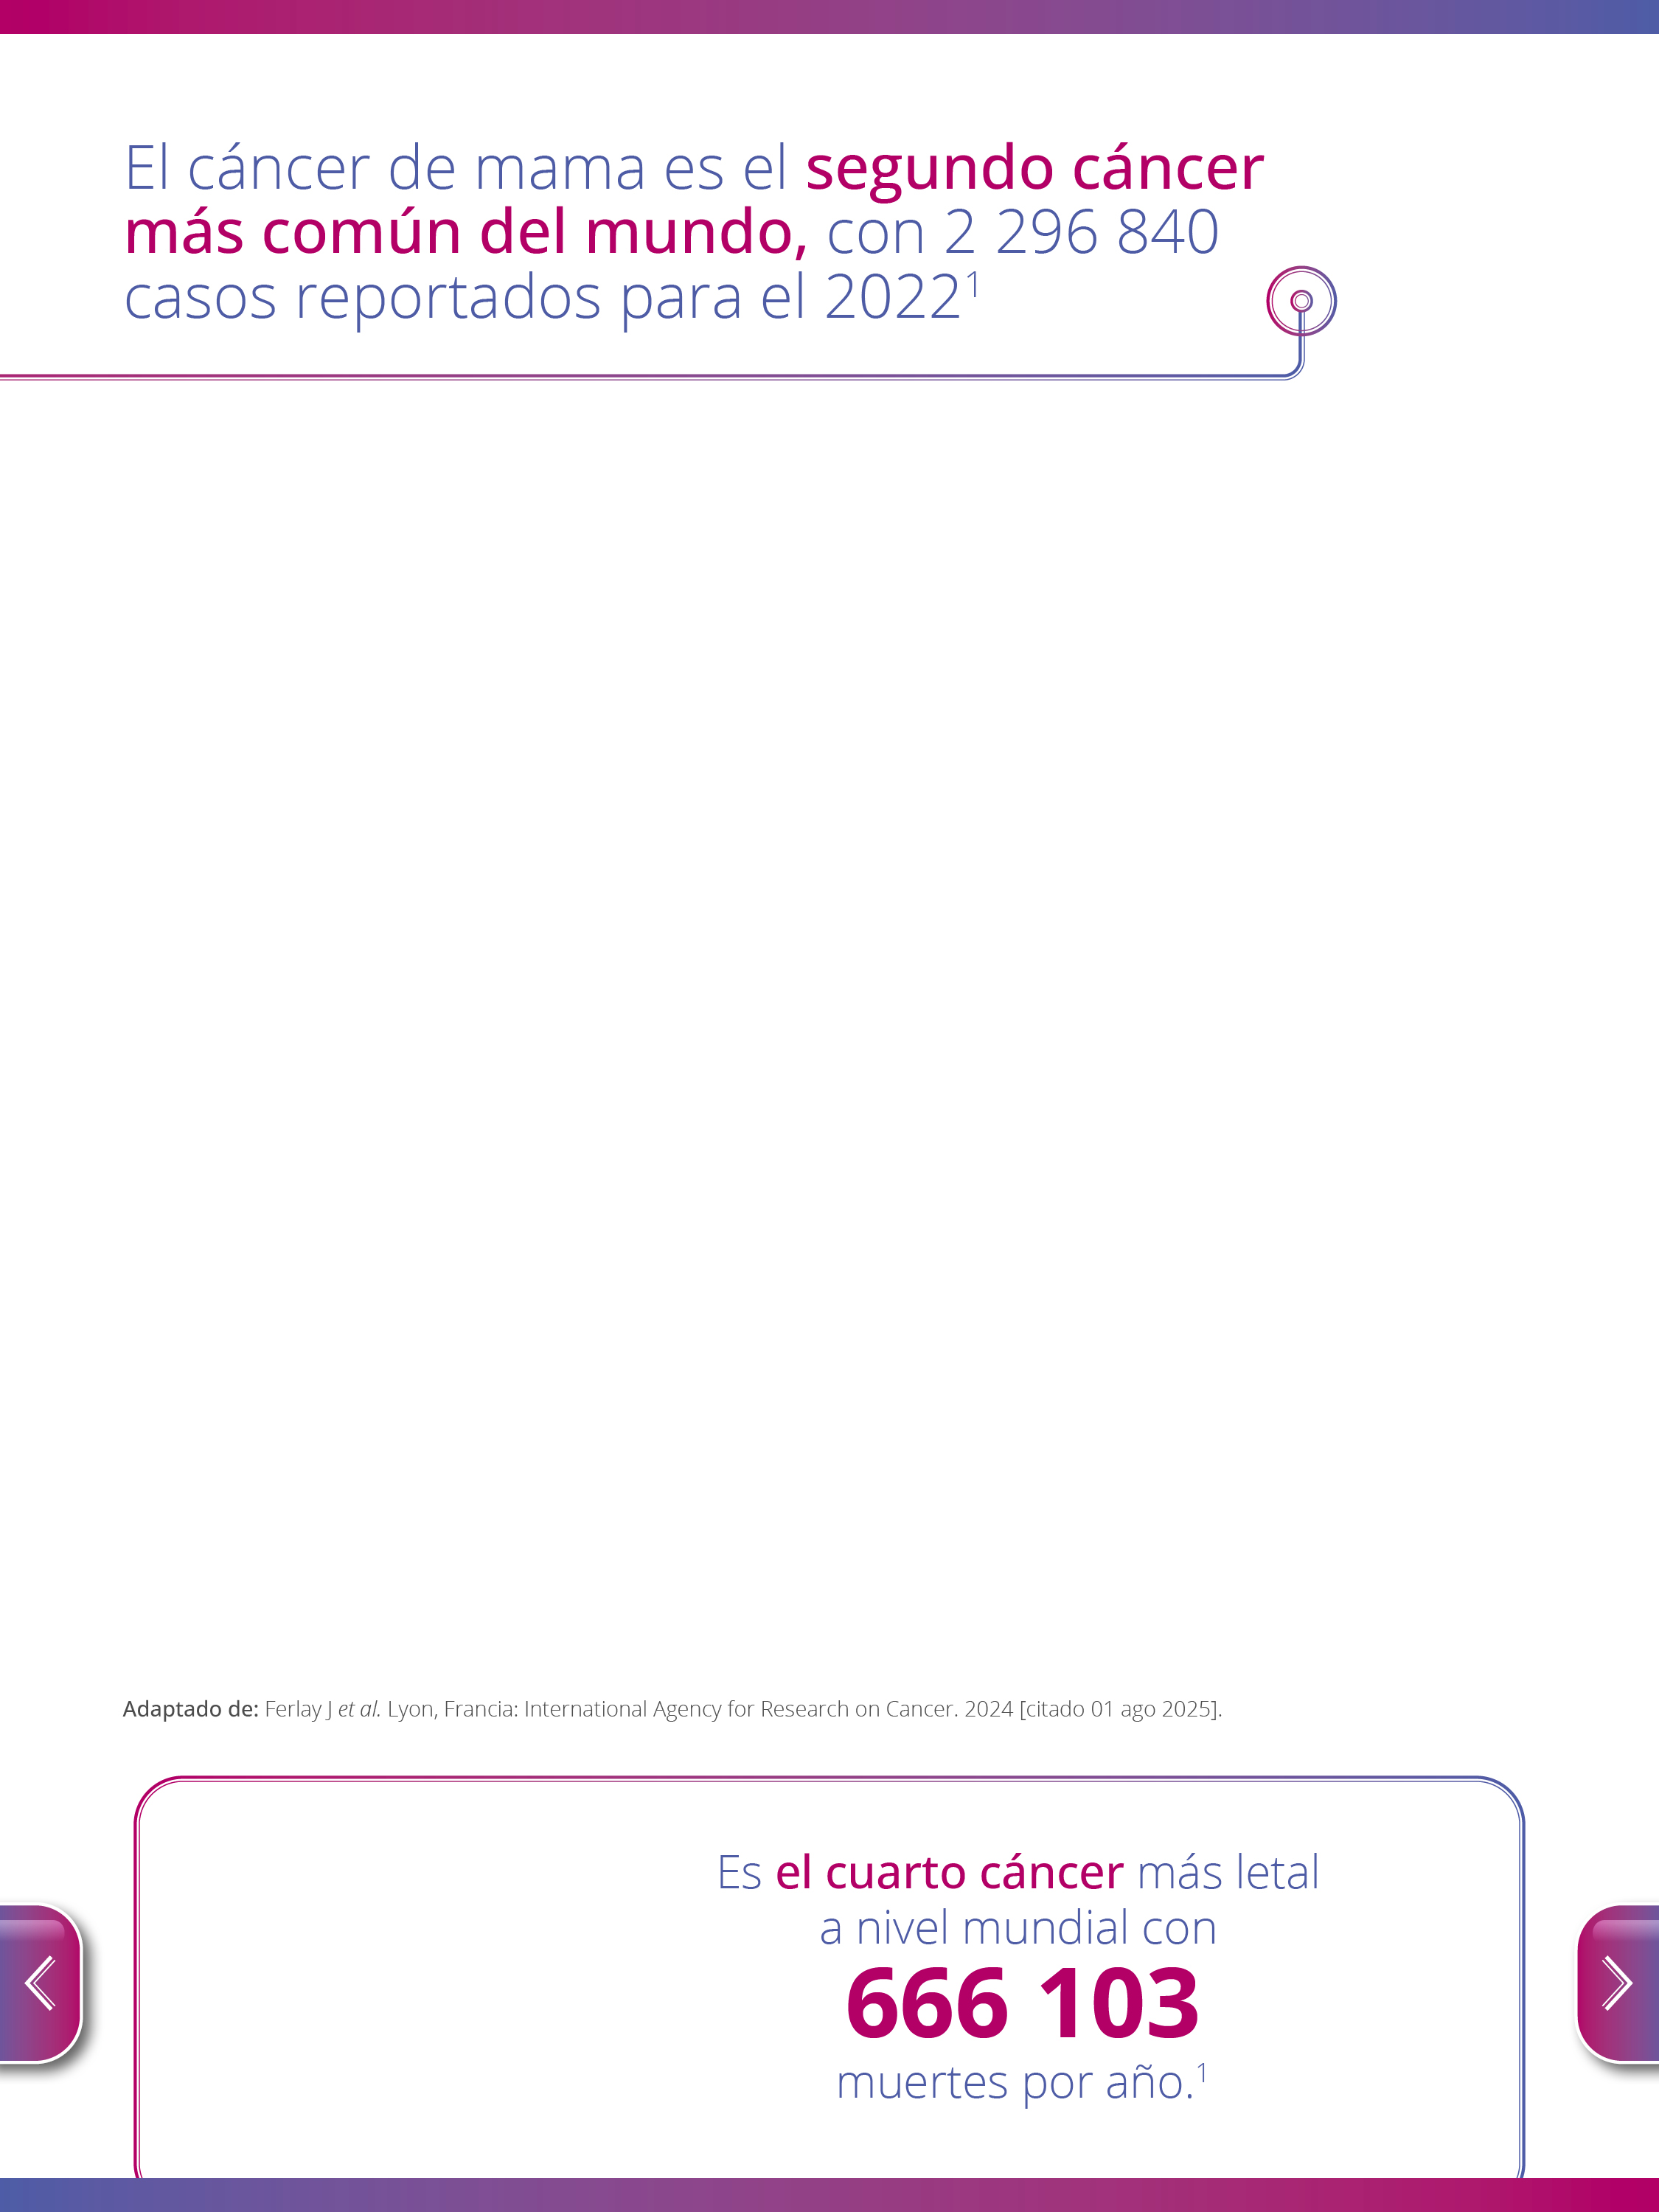 El cáncer de mama es el segundo cáncer
más común del mundo, con 2 296 840
casos reportados para el 2022¹
Adaptado de: Ferlay J et al. Lyon, Francia: International Agency for Research on Cancer. 2024 [citado 01 ago 2025].
Es el cuarto cáncer más letal
a nivel mundial con
666 103
muertes por año.¹